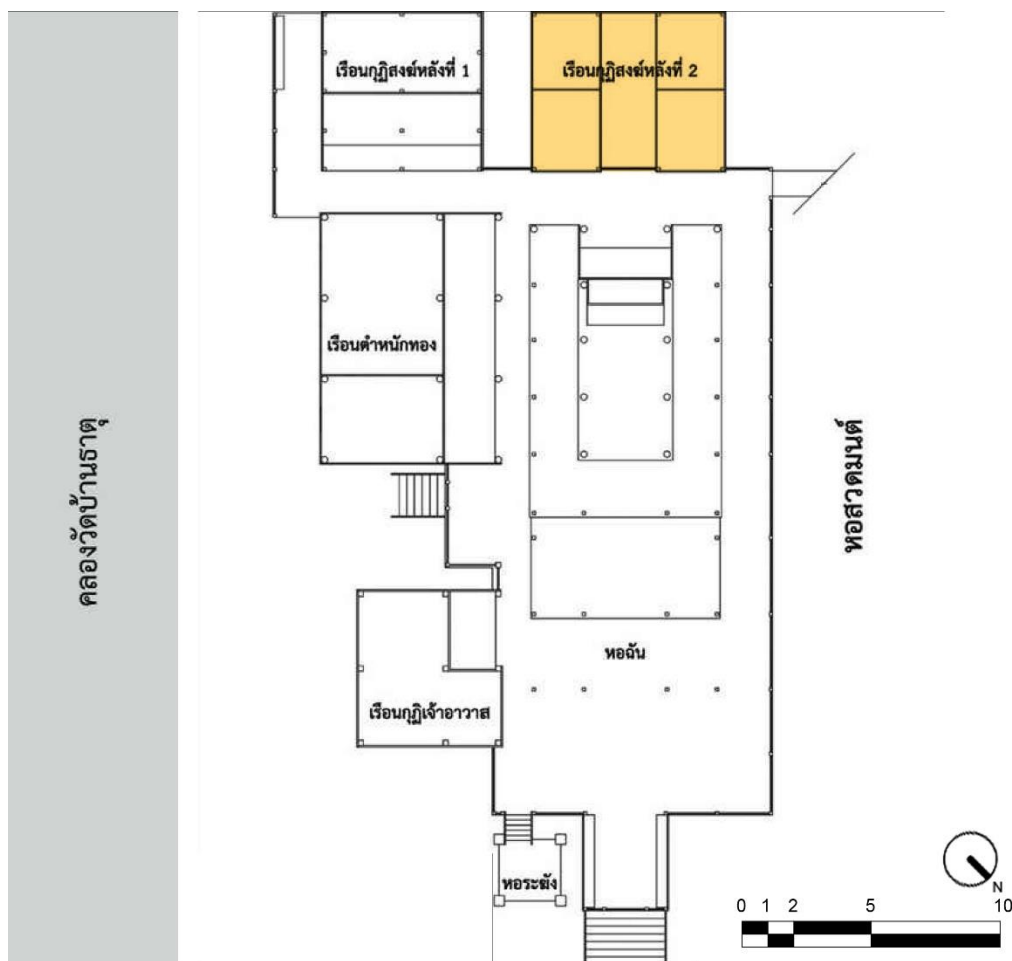 เรือนกุฏิสงฆ์หลังที่ 1
เรือนกุฏิสงฆ์หลังที่ 2
เรือนตำหนักทอง
คลองวัดบ้านธาตุ
หอสวดมนต์
หอฉัน
เรือนกุฏิเจ้าอาวาส
หอระฆัง
N
0 1 2 5 10